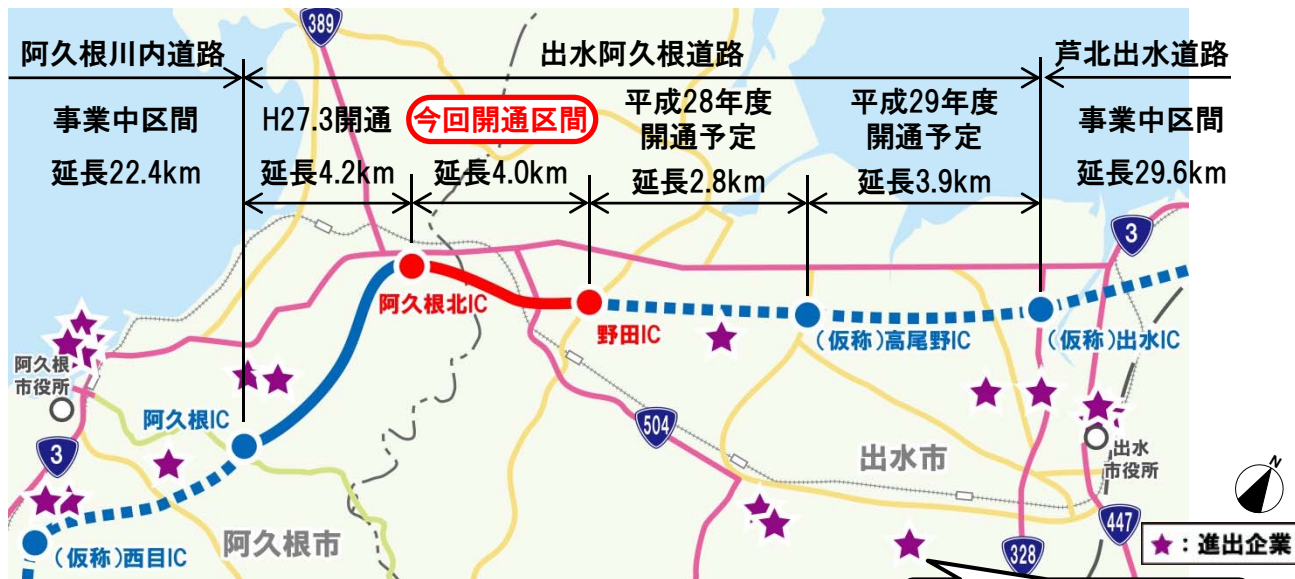 389
阿久根川内道路
出水阿久根道路
芦北出水道路
事業中区間
延長22.4km
H27.3開通
延長4.2km
今回開通区間
延長4.0km
平成28年度
開通予定
延長2.8km
平成29年度
開通予定
延長3.9km
事業中区間
延長29.6km
3
阿久根北IC
野田IC
(仮称)高尾野IC
(仮称)出水IC
阿久根
市役所
阿久根IC
504
3
出水市
出水
市役所
N
阿久根市
(仮称)西目IC
328
447
★：進出企業